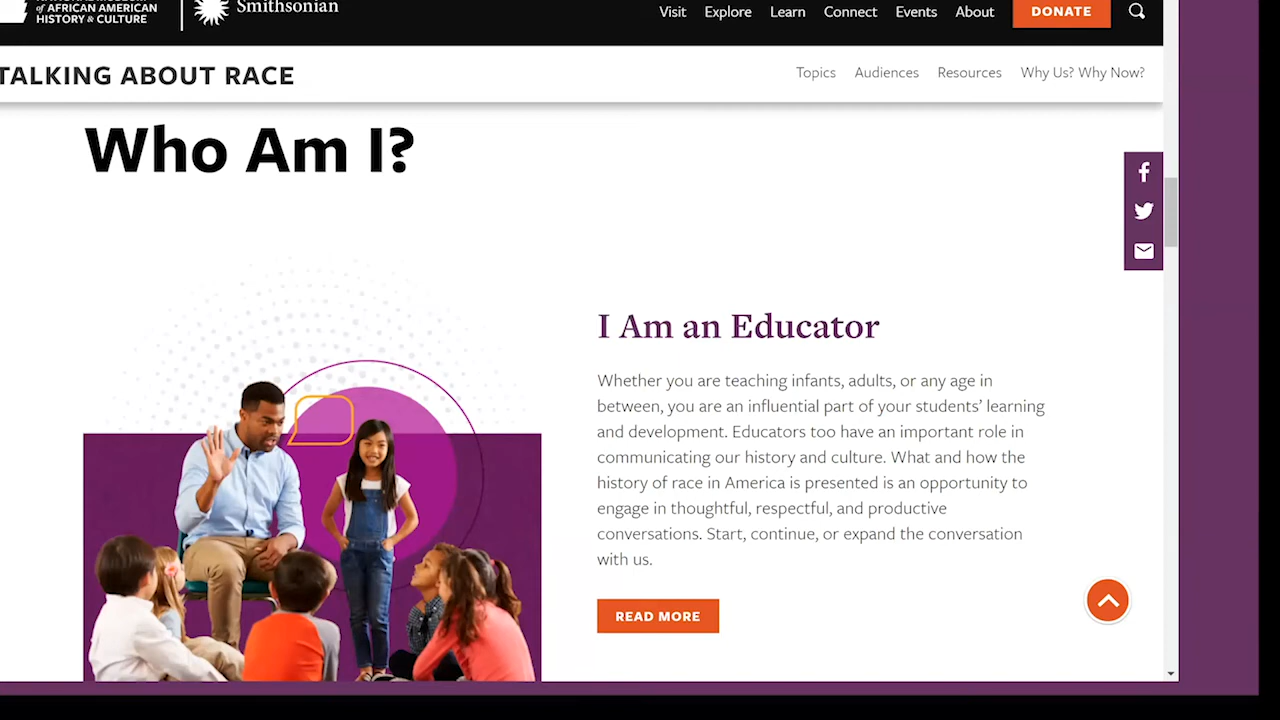 of AFRICAN AMERICAN
HISTORY & CULTURE
Smithsonian
Visit Explore Learn Connect Events About DONATE
TALKING ABOUT RACE
Topics Audiences Resources Why Us? Why Now?
Who Am I?
I Am an Educator
Whether you are teaching infants, adults, or any age in
between, you are an influential part of your students’ learning
and development. Educators too have an important role in
communicating our history and culture. What and how the
history of race in America is presented is an opportunity to
engage in thoughtful, respectful, and productive
conversations. Start, continue, or expand the conversation
with us.
READ MORE